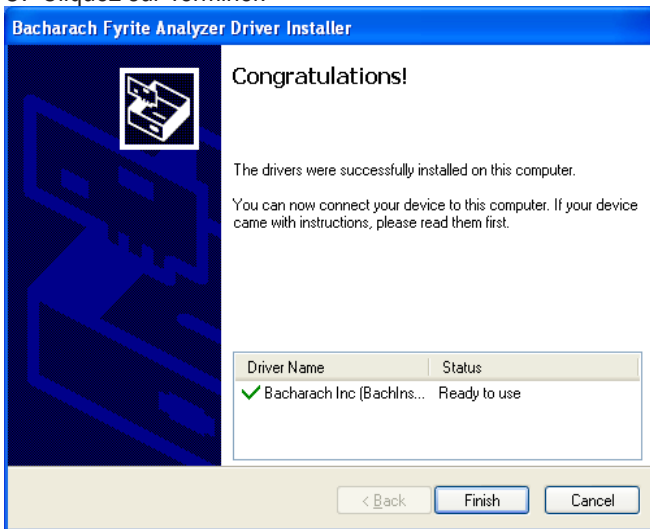 Bacharach Fyrite Analyzer Driver Installer
Congratulations!
The drivers were successfully installed on this computer.
You can now connect your device to this computer. If your device
came with instructions, please read them first.
Driver Name Status
Bacharach Inc (BachIns... Ready to use
< Back Finish Cancel